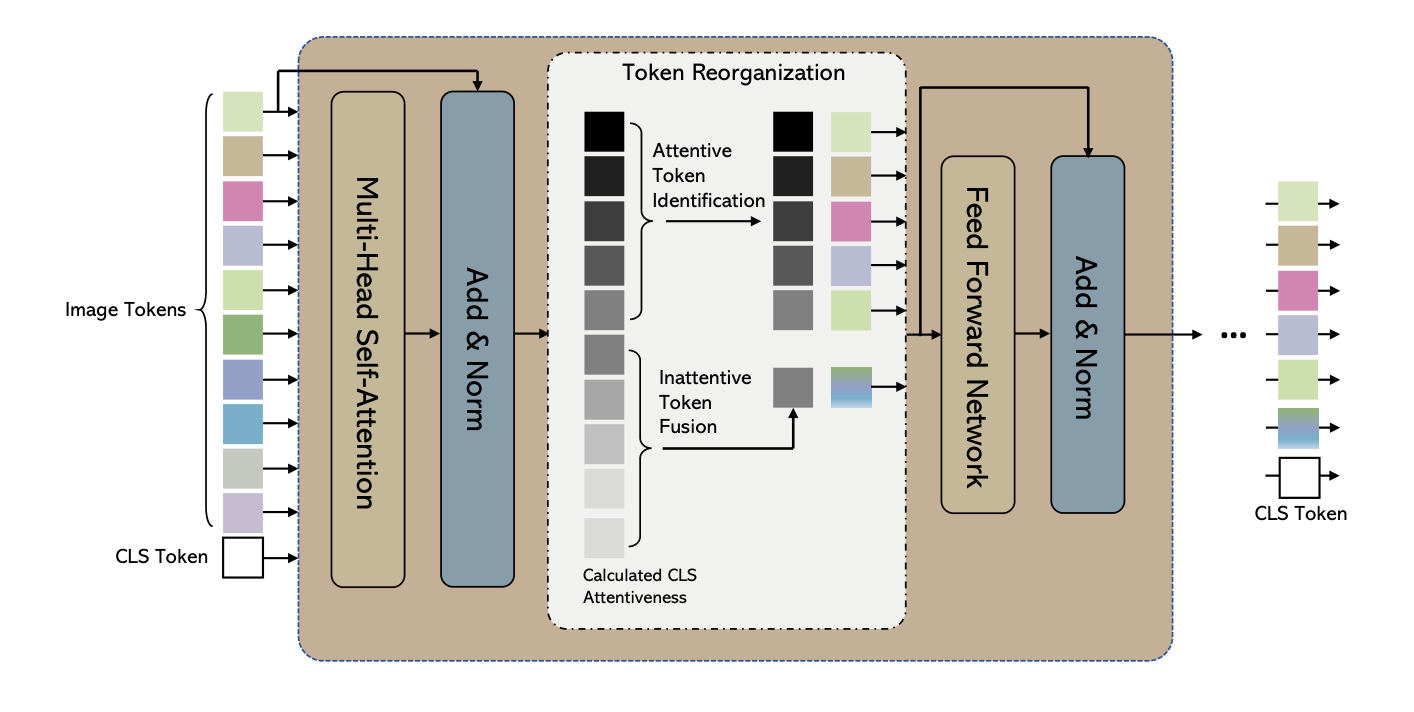 Image Tokens
CLS Token
Multi-Head Self-Attention
Add & Norm
Token Reorganization
Attentive
Token
Identification
Inattentive
Token
Fusion
Calculated CLS
Attentiveness
Feed Forward Network
Add & Norm
...
CLS Token